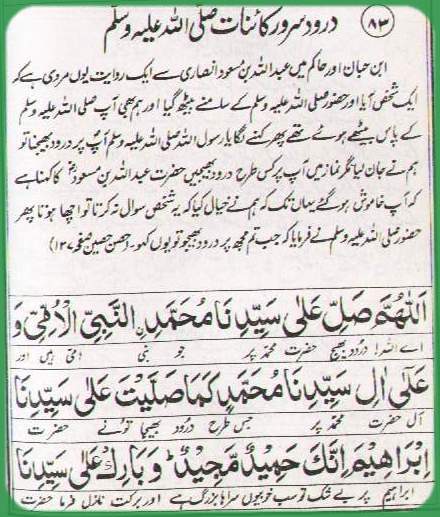 ۸۳
درود سرور کائنات صلی اللہ علیہ وسلم
ابن حبان اور حاکم میں عبداللہ بن مسعود انصاری سے ایک روایت یوں مروی ہے کہ
ایک شخص آیا اور حضور صلی اللہ علیہ وسلم کے سامنے بیٹھ گیا اور ہم بھی آپ صلی اللہ علیہ وسلم
کے پاس بیٹھے ہوئے تھے پھر کہنے لگا یا رسول اللہ صلی اللہ علیہ وسلم آپ پر درود بھیجنا تو
ہم نے جان لیا مگر نماز میں آپ پر کس طرح درود بھیجیں حضرت عبداللہ بن مسعودؓ کا کہنا ہے
کہ آپ خاموش ہو گئے یہاں تک کہ ہم نے خیال کیا کہ یہ شخص سوال نہ کرتا تو اچھا ہوتا پھر
حضور صلی اللہ علیہ وسلم نے فرمایا کہ جب تم مجھ پر درود بھیجو تو یوں کہو۔ (حصن حصین صفحہ ۱۳۷)
اَللّٰهُمَّ صَلِّ عَلٰى سَيِّدِنَا مُحَمَّدِ ۨالنَّبِيِّ الْاُمِّيِّ وَ
اے اللہ! درود بھیج حضرت محمد پر جو نبی امی ہیں اور
عَلٰٓى اٰلِ سَيِّدِنَا مُحَمَّدٍ كَمَا صَلَّيْتَ عَلٰى سَيِّدِنَا
آل حضرت محمد پر جس طرح درود بھیجا تو نے حضرت
اِبْرَاهِيْمَ اِنَّكَ حَمِيْدٌ مَّجِيْدٌ ؕ وَبَارِكْ عَلٰى سَيِّدِنَا
ابراہیم پر بے شک تو سب خوبیوں سراہا بزرگ ہے اور برکت نازل فرما حضرت